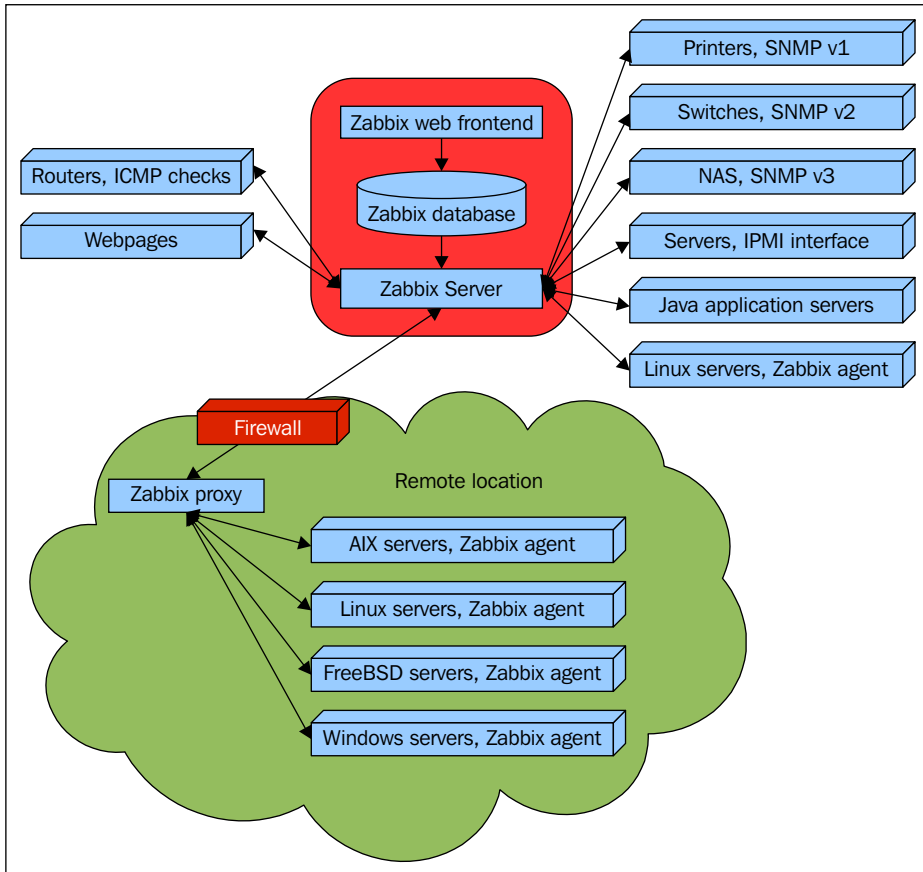 Printers, SNMP v1
Zabbix web frontend
Switches, SNMP v2
Routers, ICMP checks
NAS, SNMP v3
Zabbix database
Webpages
Servers, IPMI interface
Zabbix Server
Java application servers
Linux servers, Zabbix agent
Firewall
Remote location
Zabbix proxy
AIX servers, Zabbix agent
Linux servers, Zabbix agent
FreeBSD servers, Zabbix agent
Windows servers, Zabbix agent